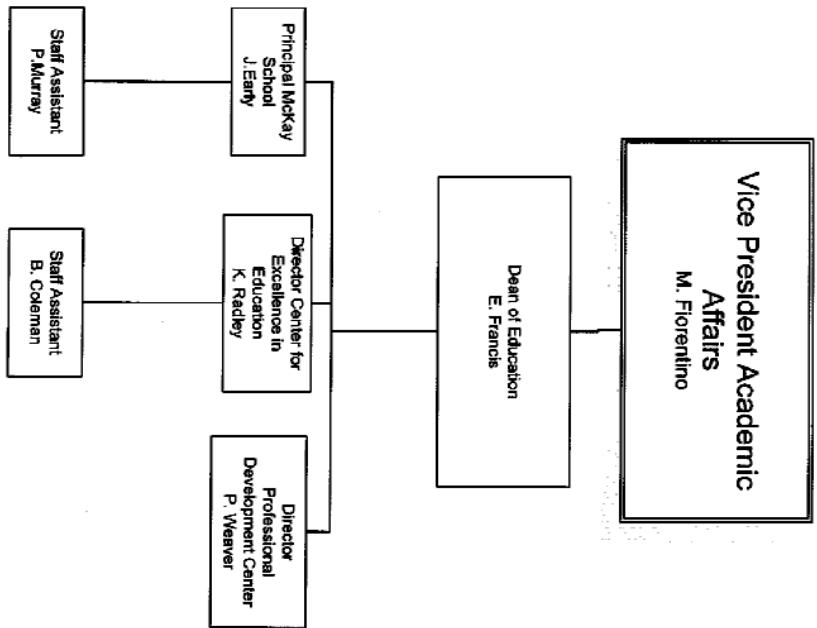 Vice President Academic
Affairs
M. Fiorentino
Dean of Education
E. Francis
Principal McKay
School
J.Early
Director Center for
Excellence in
Education
K. Radley
Director
Professional
Development Center
P. Weaver
Staff Assistant
P.Murray
Staff Assistant
B. Coleman